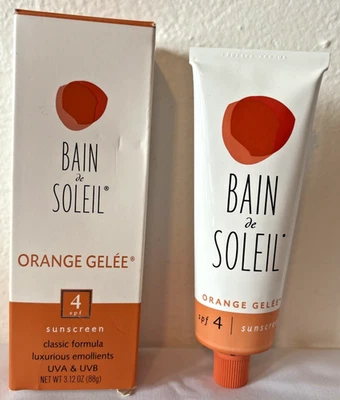 BAIN
de
SOLEIL®
ORANGE GELÉE®
4
spf
sunscreen
classic formula
luxurious emollients
UVA & UVB
NET WT 3.12 OZ (88g)
BAIN
de
SOLEIL®
ORANGE GELÉE®
spf 4 | sunscree